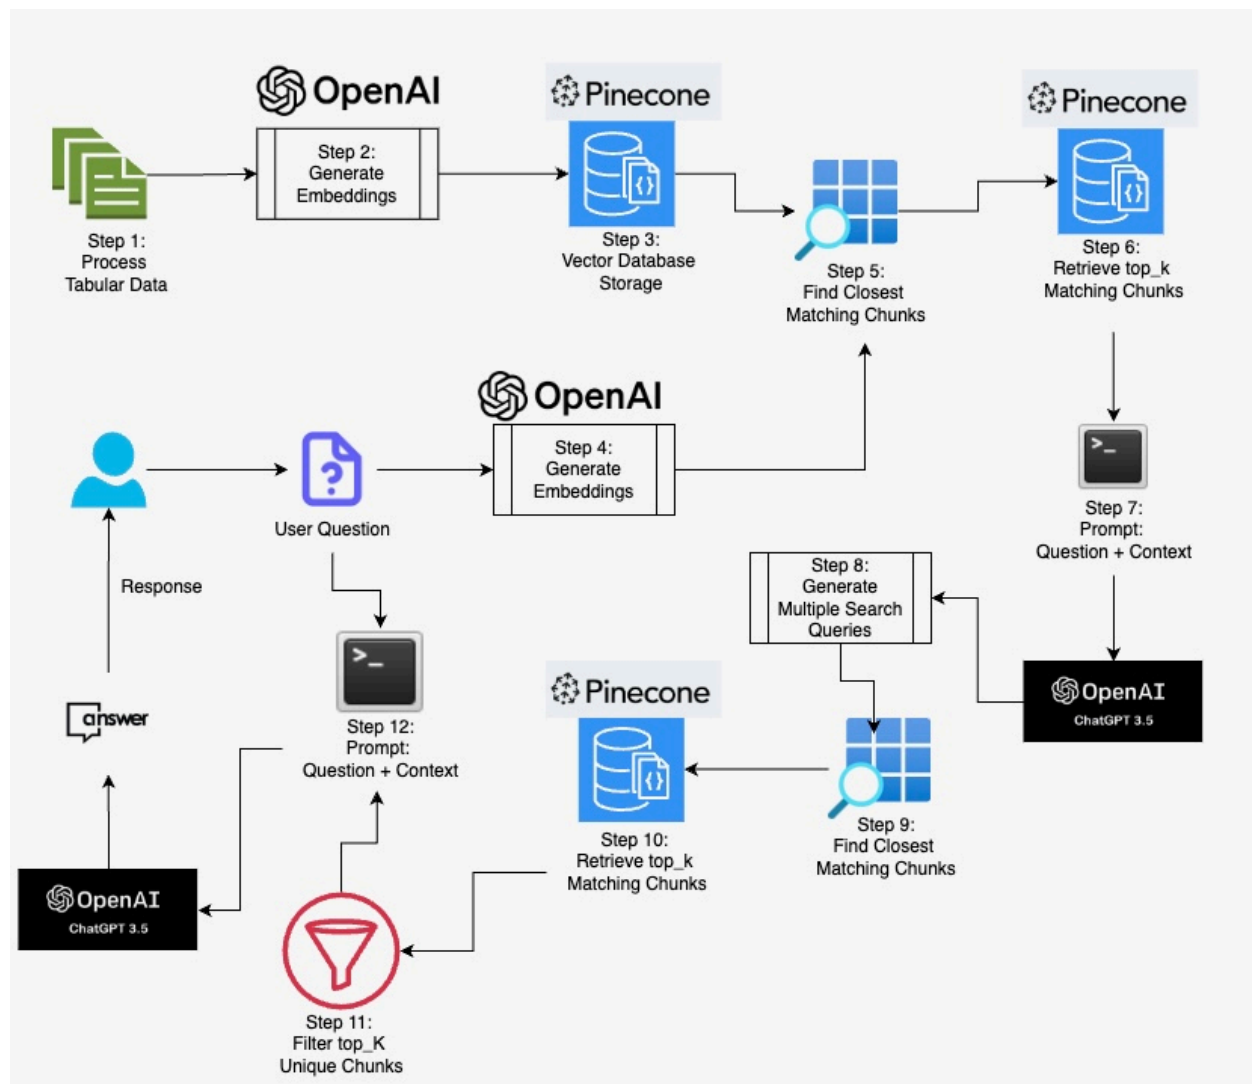 OpenAI
Step 2:
Generate
Embeddings
Pinecone
{}
Pinecone
{}
Step 1:
Process
Tabular Data
Step 3:
Vector Database
Storage
Step 5:
Find Closest
Matching Chunks
Step 6:
Retrieve top_k
Matching Chunks
OpenAI
Step 4:
Generate
Embeddings
?
User Question
>_
Step 7:
Prompt:
Question + Context
Response
Step 8:
Generate
Multiple Search
Queries
OpenAI
ChatGPT 3.5
answer
>_
Step 12:
Prompt:
Question + Context
Pinecone
{}
Step 10:
Retrieve top_k
Matching Chunks
Step 9:
Find Closest
Matching Chunks
OpenAI
ChatGPT 3.5
Step 11:
Filter top_K
Unique Chunks